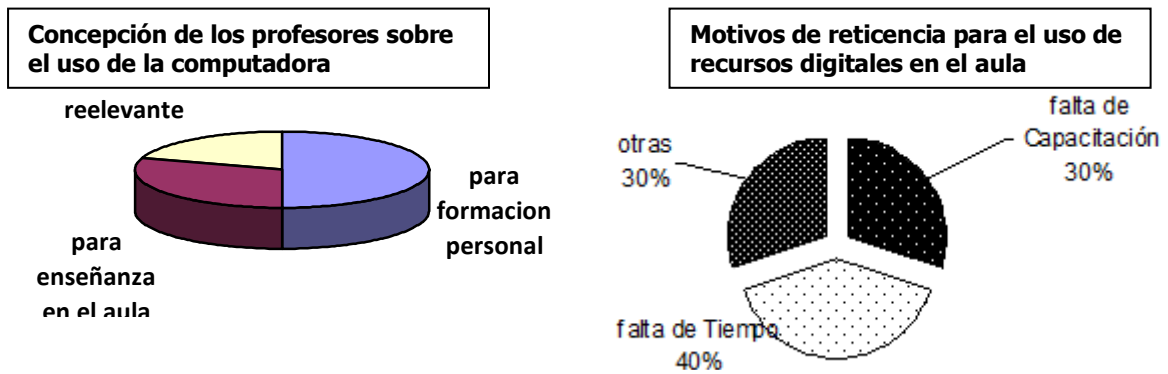 Concepción de los profesores sobre
el uso de la computadora
reelevante
para
formacion
personal
para
enseñanza
en el aula
Motivos de reticencia para el uso de
recursos digitales en el aula
falta de
Capacitación
30%
otras
30%
falta de Tiempo
40%